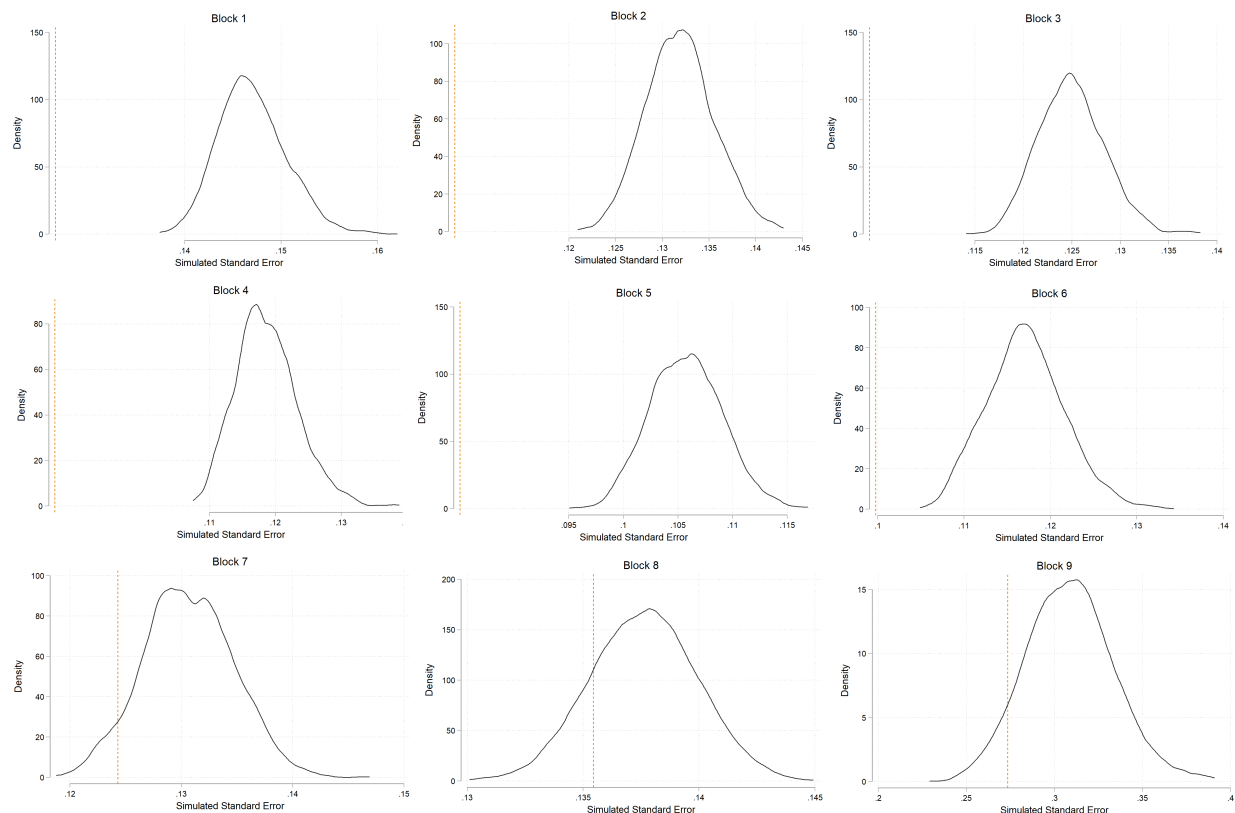 Block 1
150
100
50
0
Density
.14 .15 .16
Simulated Standard Error
Block 2
100
80
60
40
20
0
Density
.12 .125 .13 .135 .14 .145
Simulated Standard Error
Block 3
150
100
50
0
Density
.115 .12 .125 .13 .135 .14
Simulated Standard Error
Block 4
80
60
40
20
0
Density
.11 .12 .13
Simulated Standard Error
Block 5
150
100
50
0
Density
.095 .1 .105 .11 .115
Simulated Standard Error
Block 6
100
80
60
40
20
0
Density
.1 .11 .12 .13 .14
Simulated Standard Error
Block 7
100
80
60
40
20
0
Density
.12 .13 .14 .15
Simulated Standard Error
Block 8
200
150
100
50
0
Density
.13 .135 .14 .145
Simulated Standard Error
Block 9
15
10
5
0
Density
.2 .25 .3 .35 .4
Simulated Standard Error